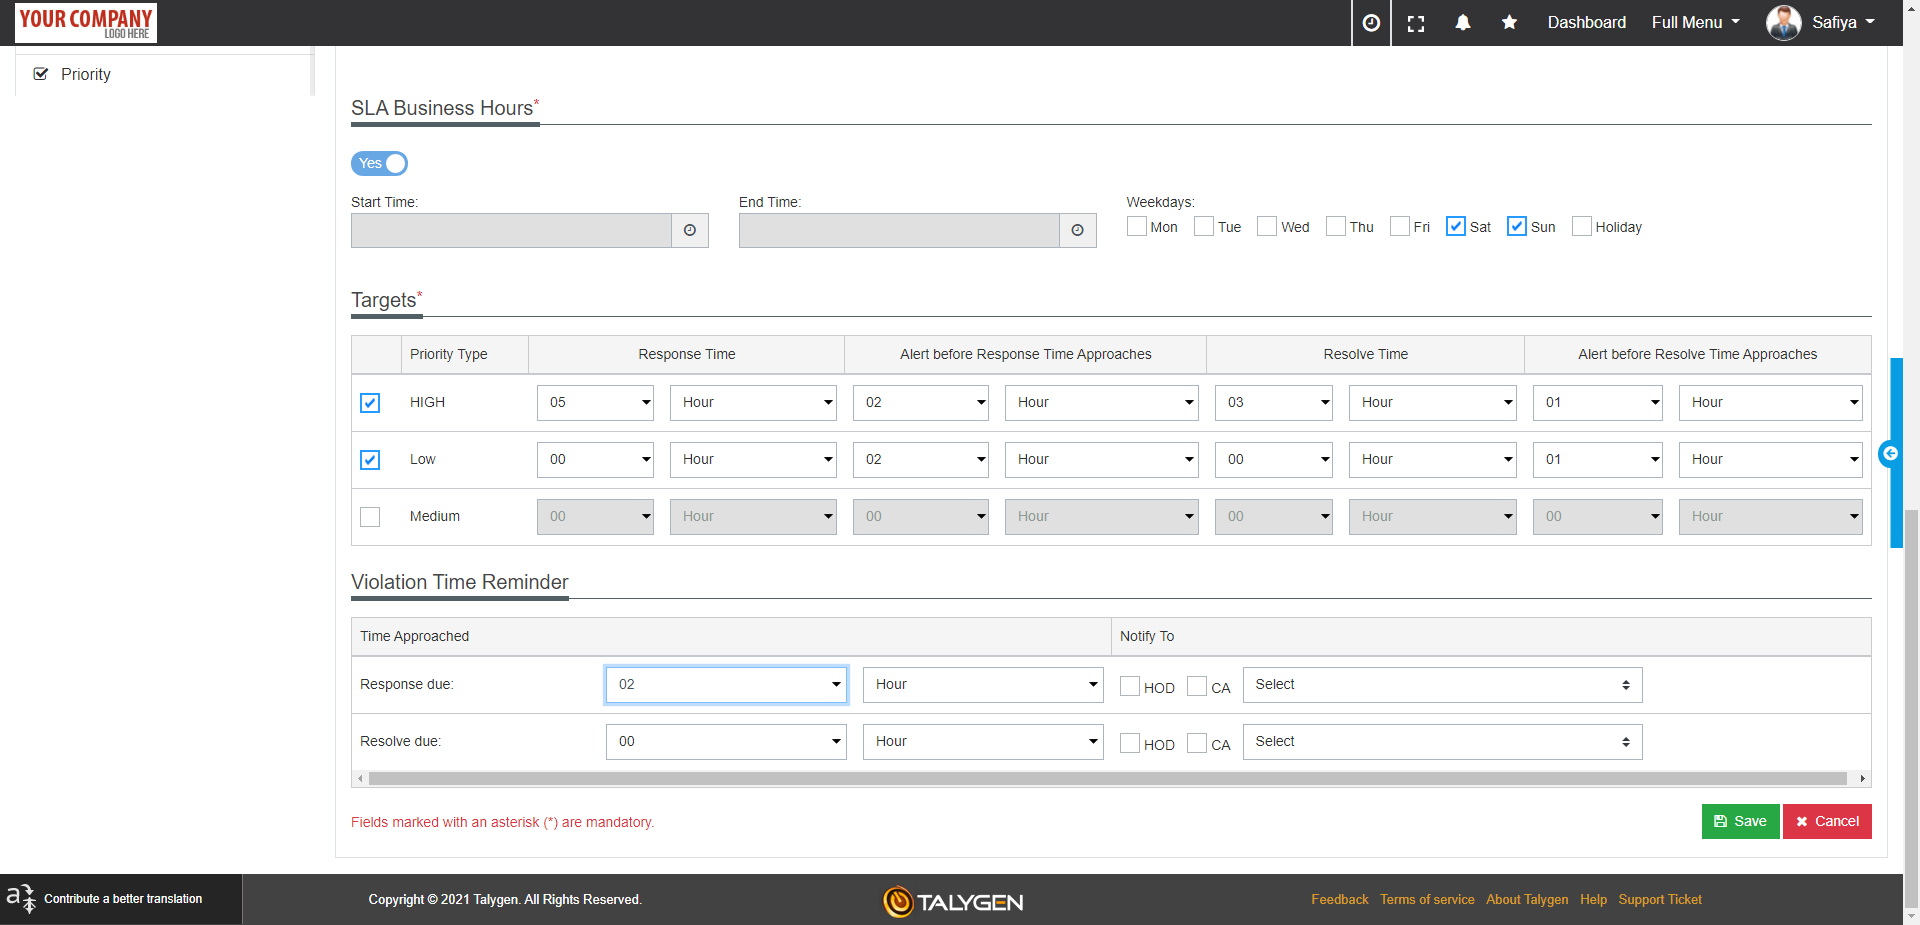 YOUR COMPANY
LOGO HERE
Dashboard
Full Menu
Safiya
Priority
SLA Business Hours*
Yes
Start Time:
End Time:
Weekdays:
Mon Tue Wed Thu Fri Sat Sun Holiday
Targets*
Priority Type Response Time Alert before Response Time Approaches Resolve Time Alert before Resolve Time Approaches
HIGH 05 Hour 02 Hour 03 Hour 01 Hour
Low 00 Hour 02 Hour 00 Hour 01 Hour
Medium 00 Hour 00 Hour 00 Hour 00 Hour
Violation Time Reminder
Time Approached Notify To
Response due: 02 Hour HOD CA Select
Resolve due: 00 Hour HOD CA Select
Fields marked with an asterisk (*) are mandatory.
Save
Cancel
a Contribute a better translation
Copyright © 2021 Talygen. All Rights Reserved.
TALYGEN
Feedback Terms of service About Talygen Help Support Ticket